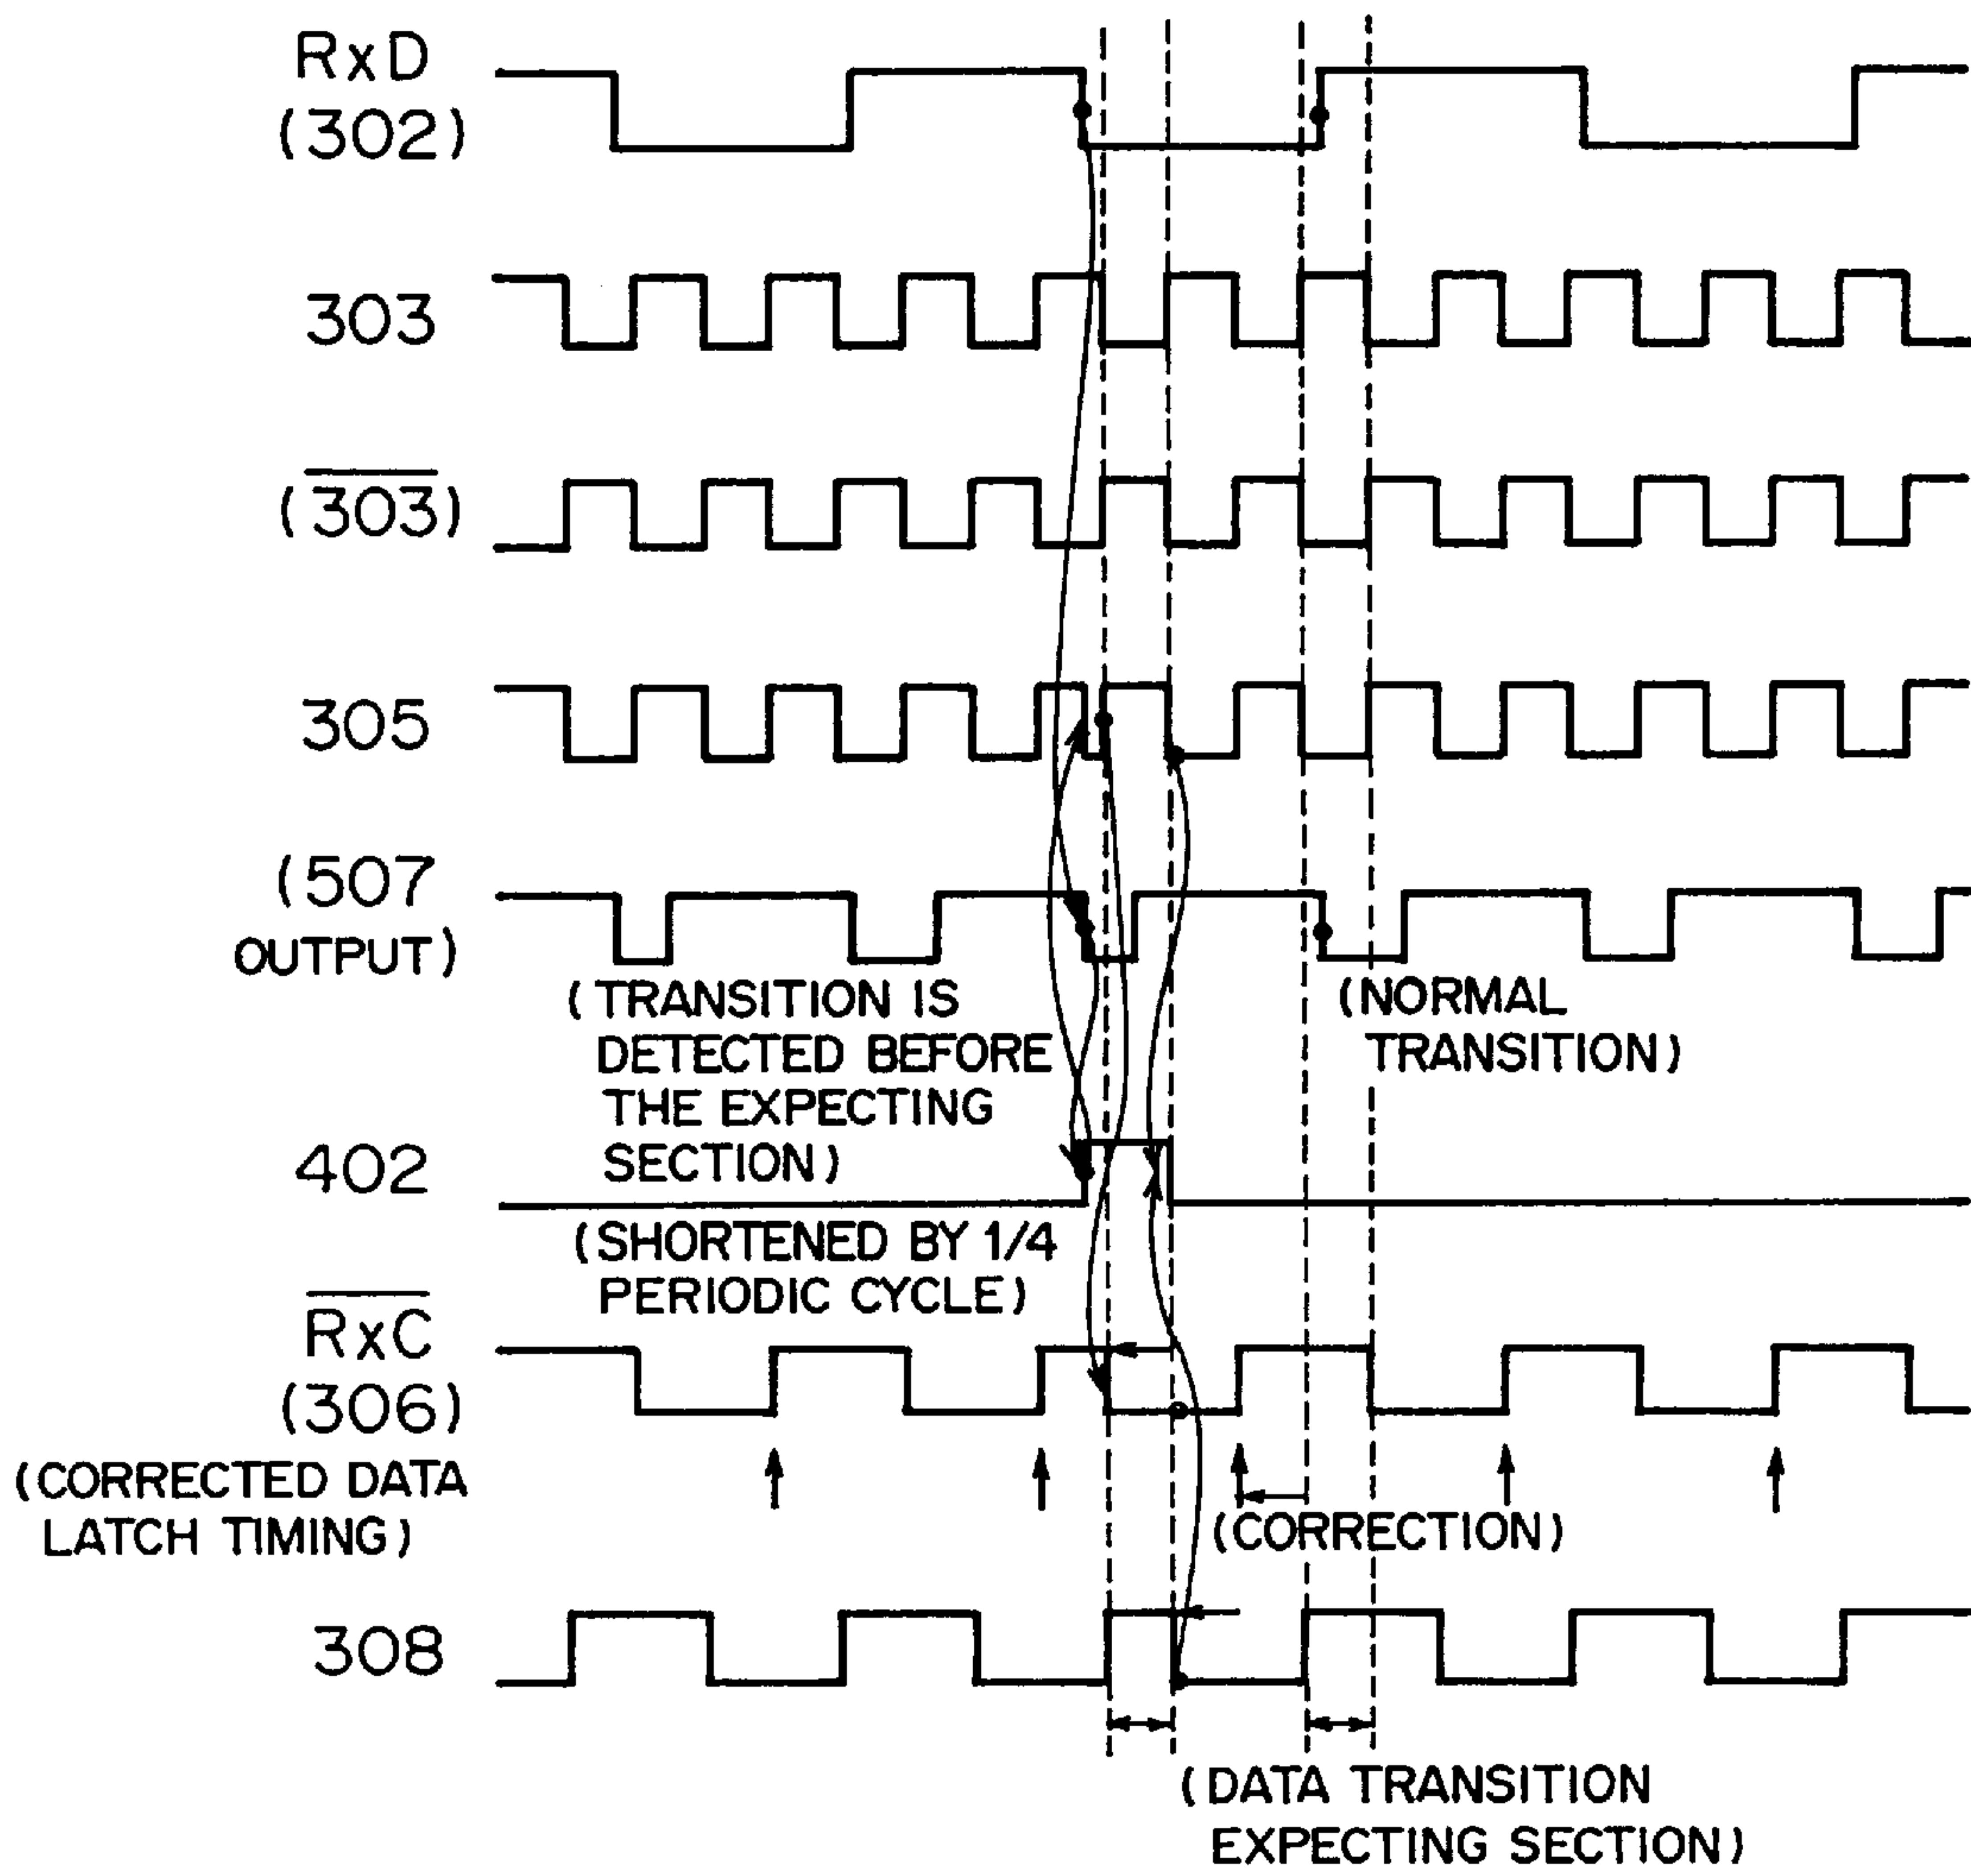 RxD
(302)
303
(303)
305
(507
OUTPUT)
(TRANSITION IS
DETECTED BEFORE
THE EXPECTING
SECTION)
(NORMAL
TRANSITION)
402
(SHORTENED BY 1/4
PERIODIC CYCLE)
RxC
(306)
(CORRECTED DATA
LATCH TIMING)
(CORRECTION)
308
(DATA TRANSITION
EXPECTING SECTION)